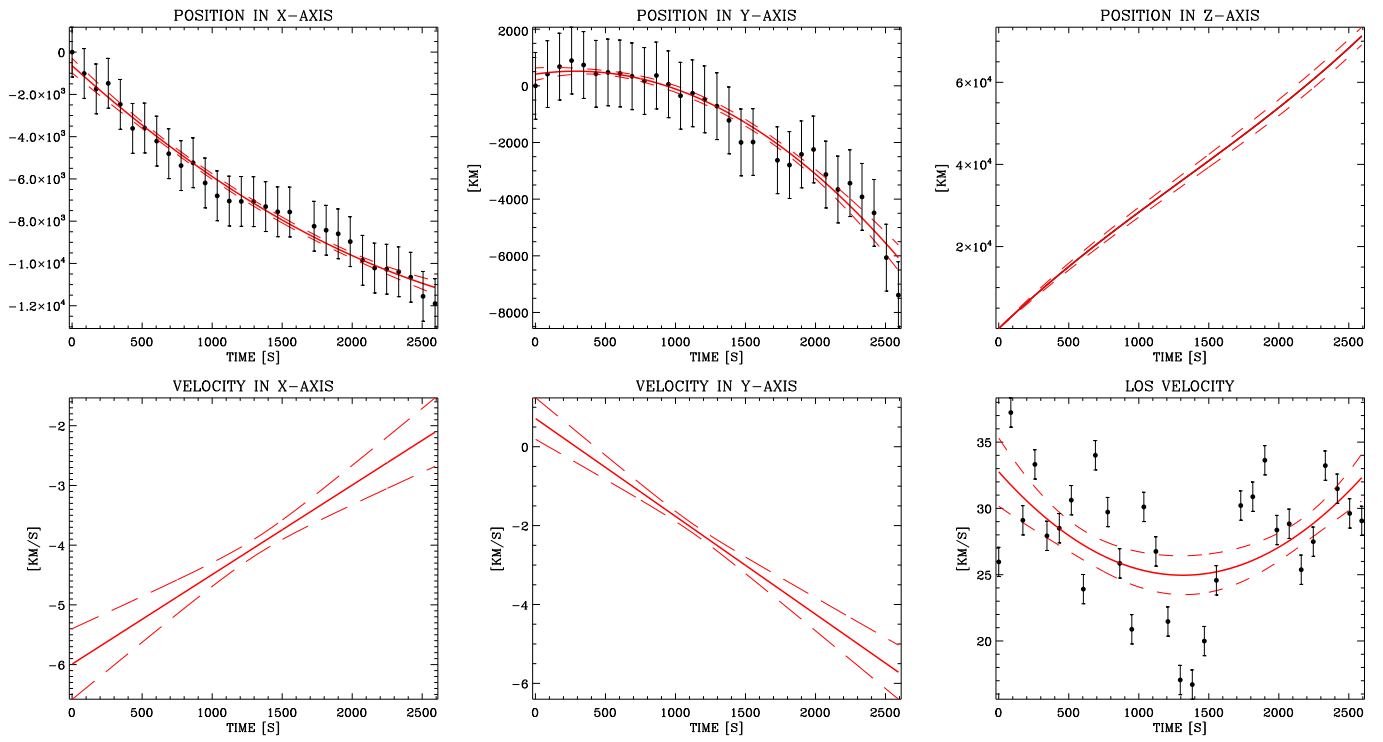 POSITION IN X-AXIS
0
-2.0×10³
-4.0×10³
-6.0×10³
-8.0×10³
-1.0×10⁴
-1.2×10⁴
0 500 1000 1500 2000 2500
TIME [S]
POSITION IN Y-AXIS
[KM]
2000
0
-2000
-4000
-6000
-8000
0 500 1000 1500 2000 2500
TIME [S]
POSITION IN Z-AXIS
[KM]
6×10⁴
4×10⁴
2×10⁴
0 500 1000 1500 2000 2500
TIME [S]
VELOCITY IN X-AXIS
[KM/S]
-2
-3
-4
-5
-6
0 500 1000 1500 2000 2500
TIME [S]
VELOCITY IN Y-AXIS
[KM/S]
0
-2
-4
-6
0 500 1000 1500 2000 2500
TIME [S]
LOS VELOCITY
[KM/S]
35
30
25
20
0 500 1000 1500 2000 2500
TIME [S]